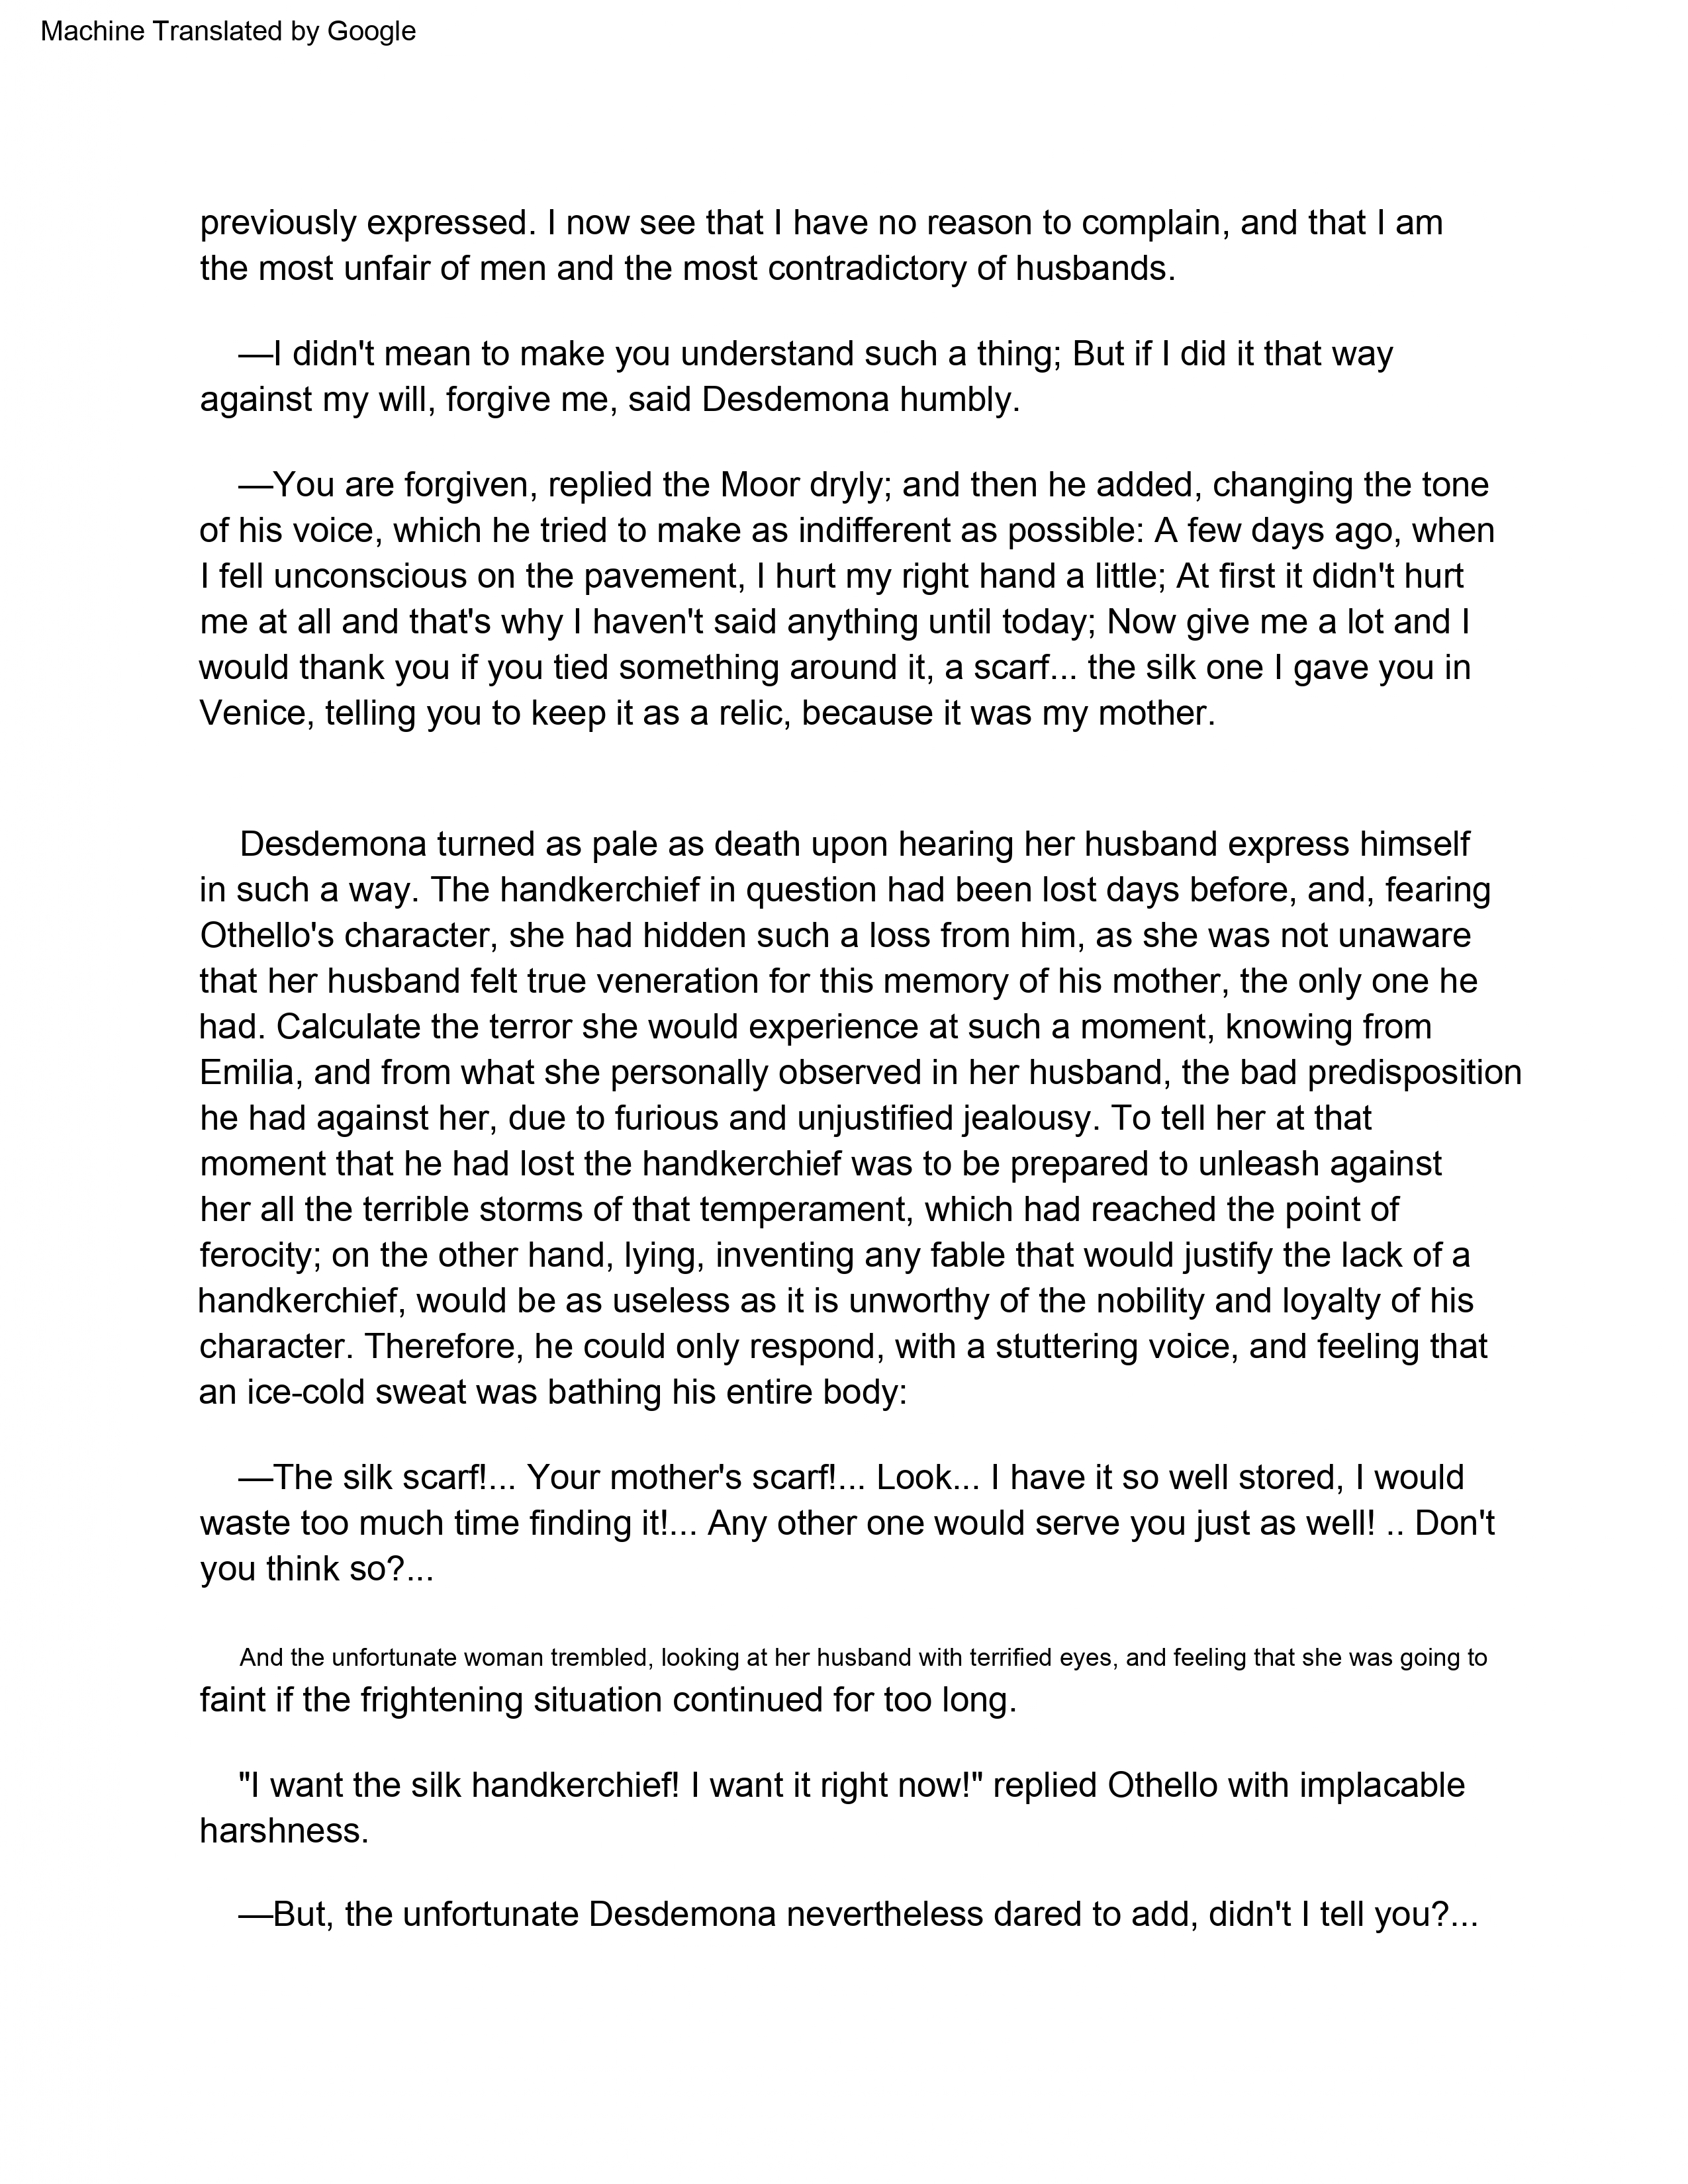 Machine Translated by Google
previously expressed. I now see that I have no reason to complain, and that I am
the most unfair of men and the most contradictory of husbands.
—I didn't mean to make you understand such a thing; But if I did it that way
against my will, forgive me, said Desdemona humbly.
—You are forgiven, replied the Moor dryly; and then he added, changing the tone
of his voice, which he tried to make as indifferent as possible: A few days ago, when
I fell unconscious on the pavement, I hurt my right hand a little; At first it didn't hurt
me at all and that's why I haven't said anything until today; Now give me a lot and I
would thank you if you tied something around it, a scarf... the silk one I gave you in
Venice, telling you to keep it as a relic, because it was my mother.
Desdemona turned as pale as death upon hearing her husband express himself
in such a way. The handkerchief in question had been lost days before, and, fearing
Othello's character, she had hidden such a loss from him, as she was not unaware
that her husband felt true veneration for this memory of his mother, the only one he
had. Calculate the terror she would experience at such a moment, knowing from
Emilia, and from what she personally observed in her husband, the bad predisposition
he had against her, due to furious and unjustified jealousy. To tell her at that
moment that he had lost the handkerchief was to be prepared to unleash against
her all the terrible storms of that temperament, which had reached the point of
ferocity; on the other hand, lying, inventing any fable that would justify the lack of a
handkerchief, would be as useless as it is unworthy of the nobility and loyalty of his
character. Therefore, he could only respond, with a stuttering voice, and feeling that
an ice-cold sweat was bathing his entire body:
—The silk scarf!... Your mother's scarf!... Look... I have it so well stored, I would
waste too much time finding it!... Any other one would serve you just as well! .. Don't
you think so?...
And the unfortunate woman trembled, looking at her husband with terrified eyes, and feeling that she was going to
faint if the frightening situation continued for too long.
"I want the silk handkerchief! I want it right now!" replied Othello with implacable
harshness.
—But, the unfortunate Desdemona nevertheless dared to add, didn't I tell you?...